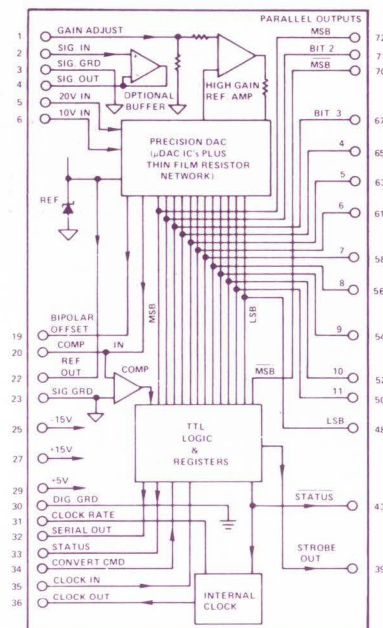 PARALLEL OUTPUTS
1 GAIN ADJUST
2 SIG IN
3 SIG GRD
4 SIG OUT
5 20V IN
6 10V IN
OPTIONAL
BUFFER
HIGH GAIN
REF. AMP
PRECISION DAC
(μDAC IC's PLUS
THIN FILM RESISTOR
NETWORK)
REF
MSB 72
BIT 2 71
MSB 70
BIT 3 67
4 65
5 63
6 61
7 58
8 56
9 54
10 52
11 50
LSB 48
MSB
LSB
MSB
19 BIPOLAR
OFFSET
20 COMP IN
22 REF
OUT
23 SIG GRD
COMP
25 15V
27 +15V
29 +5V
30 DIG GRD
31 CLOCK RATE
32 SERIAL OUT
33 STATUS
34 CONVERT CMD
35 CLOCK IN
36 CLOCK OUT
TTL
LOGIC
&
REGISTERS
INTERNAL
CLOCK
STATUS
STROBE
OUT 39